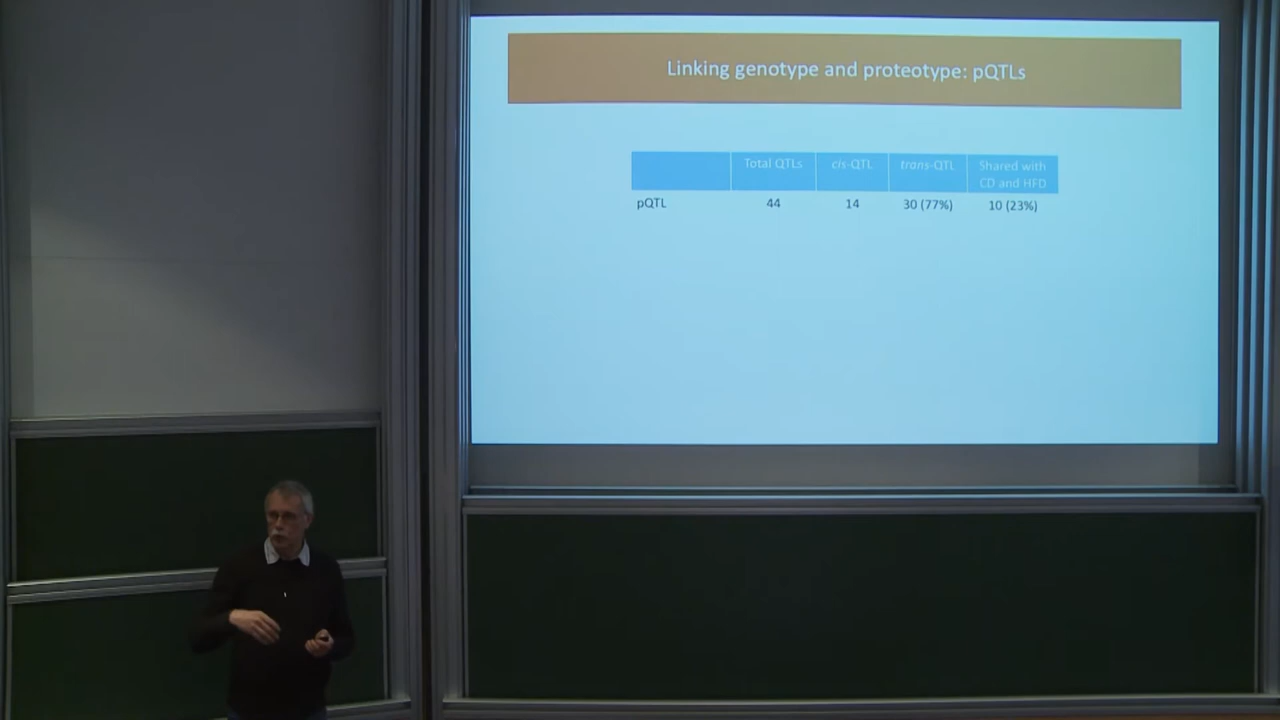 Linking genotype and proteotype: pQTLs
Total QTLs cis-QTL trans-QTL Shared with
CD and HFD
pQTL 44 14 30 (77%) 10 (23%)